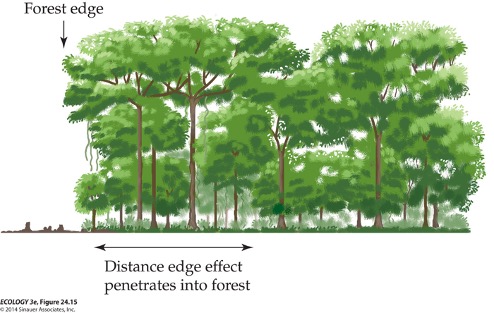 Forest edge
Distance edge effect
penetrates into forest
ECOLOGY 3e, Figure 24.15
© 2014 Sinauer Associates, Inc.